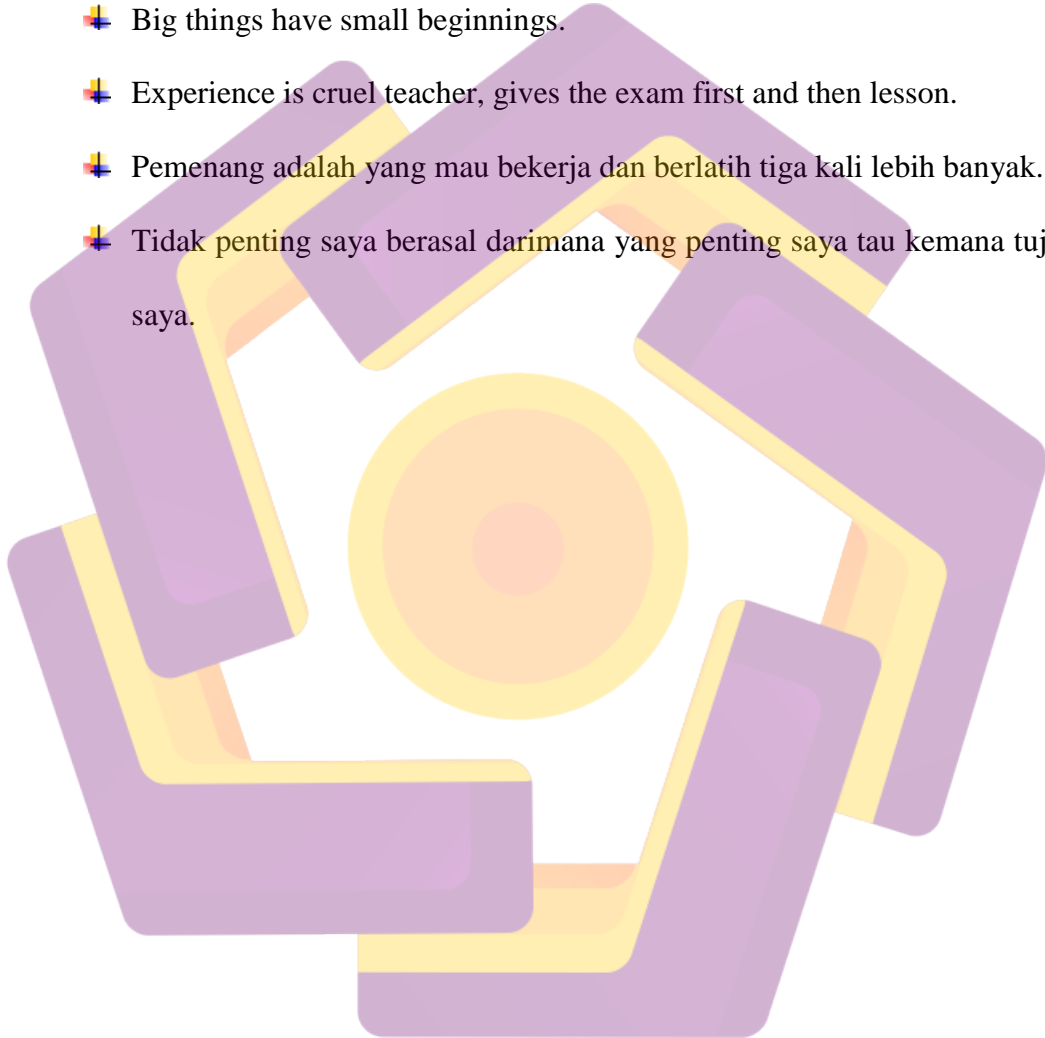 Big things have small beginnings.
Experience is cruel teacher, gives the exam first and then lesson.
Pemenang adalah yang mau bekerja dan berlatih tiga kali lebih banyak.
Tidak penting saya berasal darimana yang penting saya tau kemana
saya.